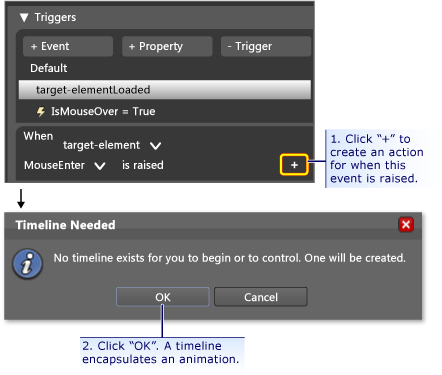 Triggers
+ Event + Property - Trigger
Default
target-elementLoaded
IsMouseOver = True
When
target-element
MouseEnter is raised +
1. Click “+” to
create an action
for when this
event is raised.
Timeline Needed
No timeline exists for you to begin or to control. One will be created.
OK Cancel
2. Click “OK”. A timeline
encapsulates an animation.